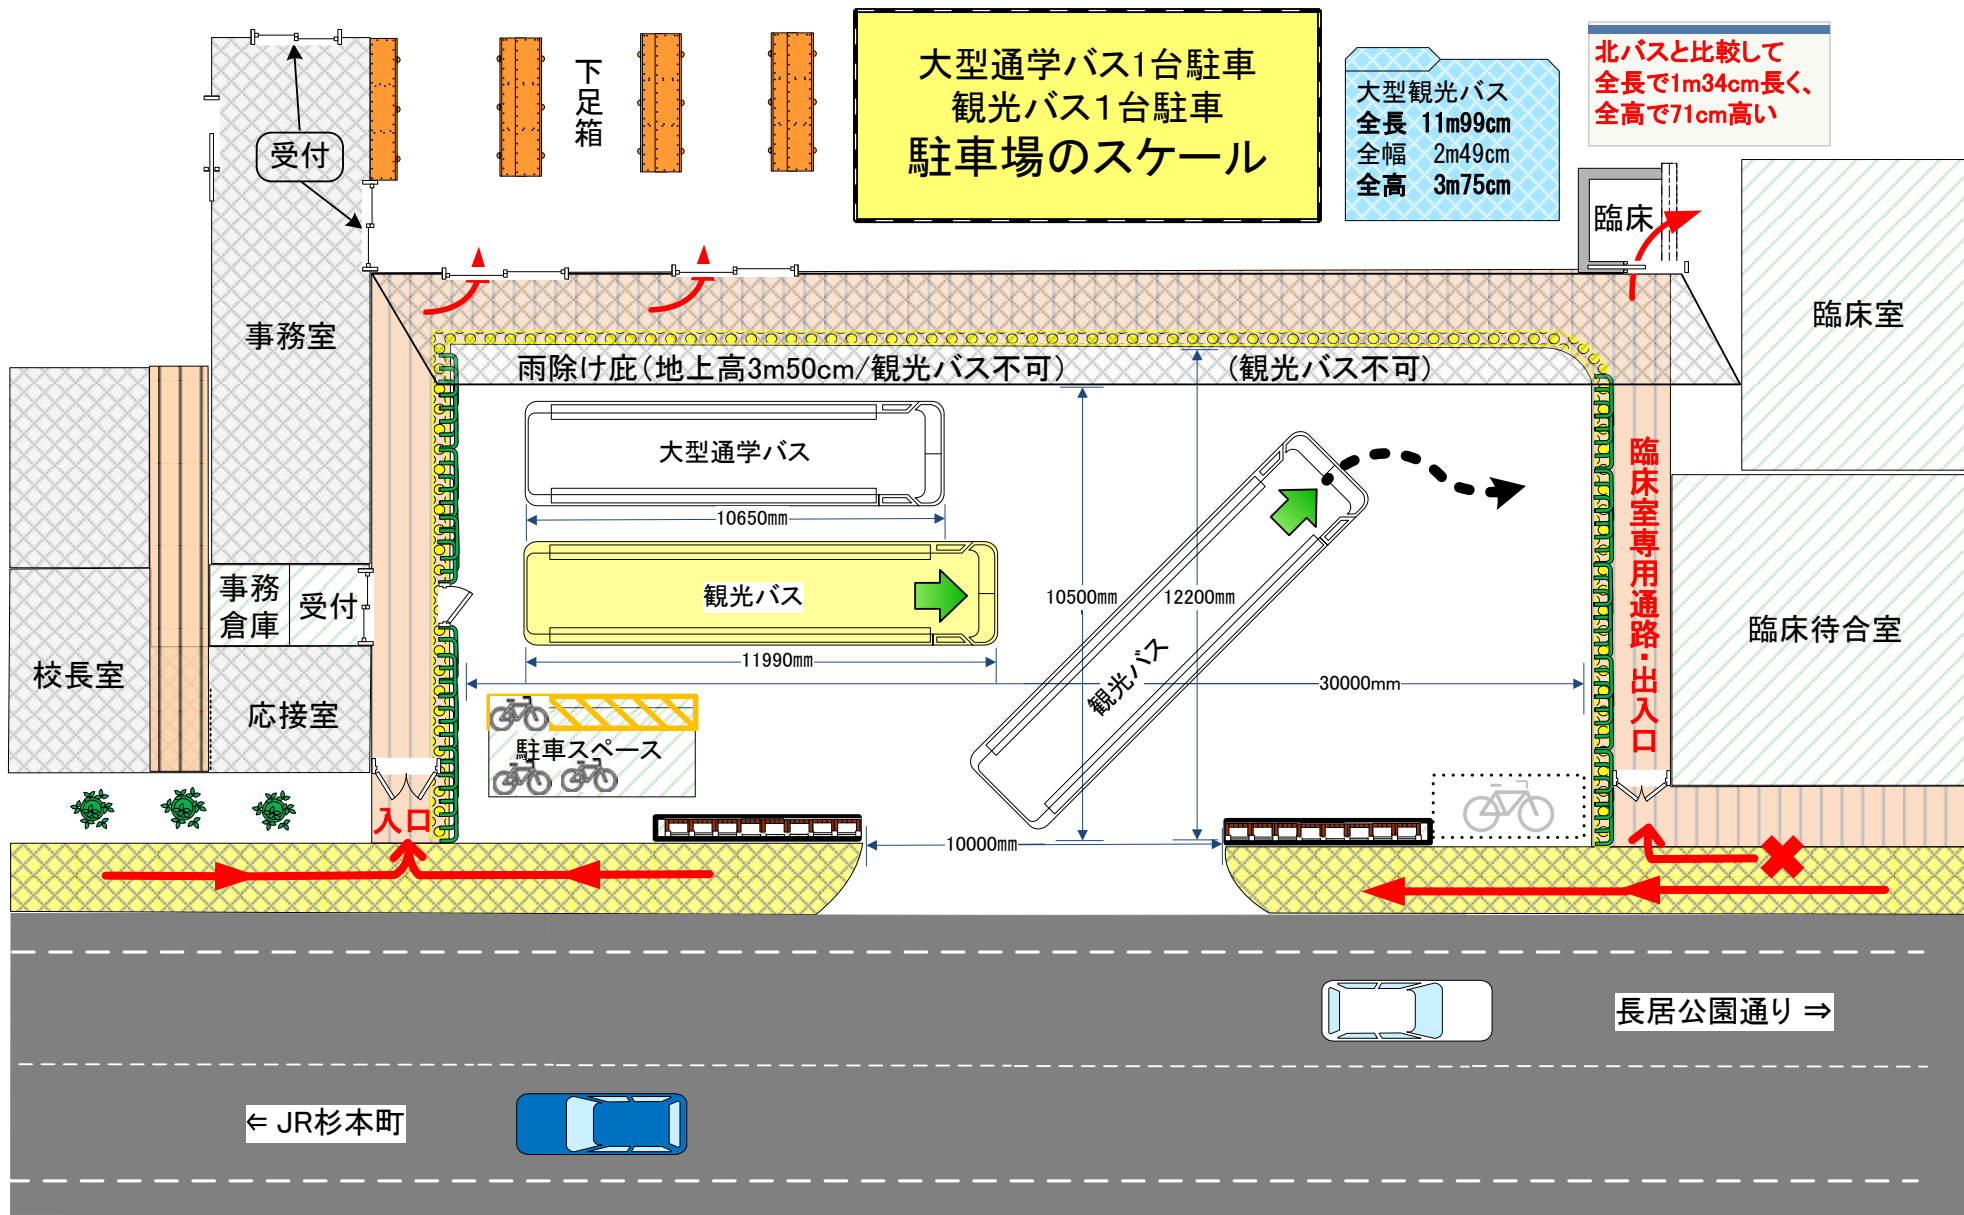 大型通学バス1台駐車
観光バス1台駐車
駐車場のスケール
大型観光バス
全長 11m99cm
全幅 2m49cm
全高 3m75cm
北バスと比較して
全長で1m34cm長く、
全高で71cm高い
下足箱
受付
臨床
事務室
臨床室
雨除け庇(地上高3m50cm/観光バス不可)
(観光バス不可)
大型通学バス
10650mm
観光バス
11990mm
10500mm
12200mm
30000mm
観光バス
臨床室専用通路・出入口
臨床待合室
事務
倉庫
受付
校長室
応接室
駐車スペース
入口
10000mm
長居公園通り ⇒
⇐ JR杉本町